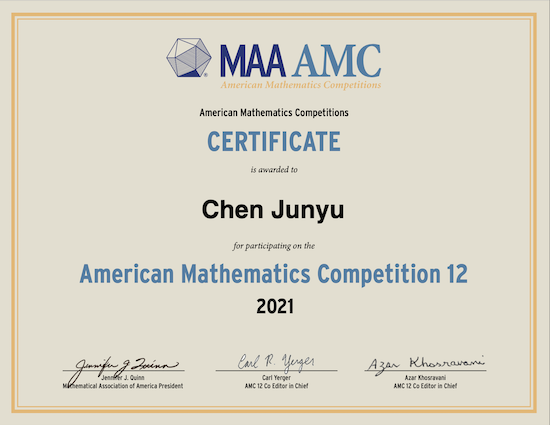 MAA AMC
American Mathematics Competitions
American Mathematics Competitions
CERTIFICATE
is awarded to
Chen Junyu
for participating on the
American Mathematics Competition 12
2021
Jennifer J Quinn Carl R. Yerger Azar Khosravani
Jennifer J. Quinn Carl Yerger Azar Khosravani
Mathematical Association of America President AMC 12 Co Editor in Chief AMC 12 Co Editor in Chief